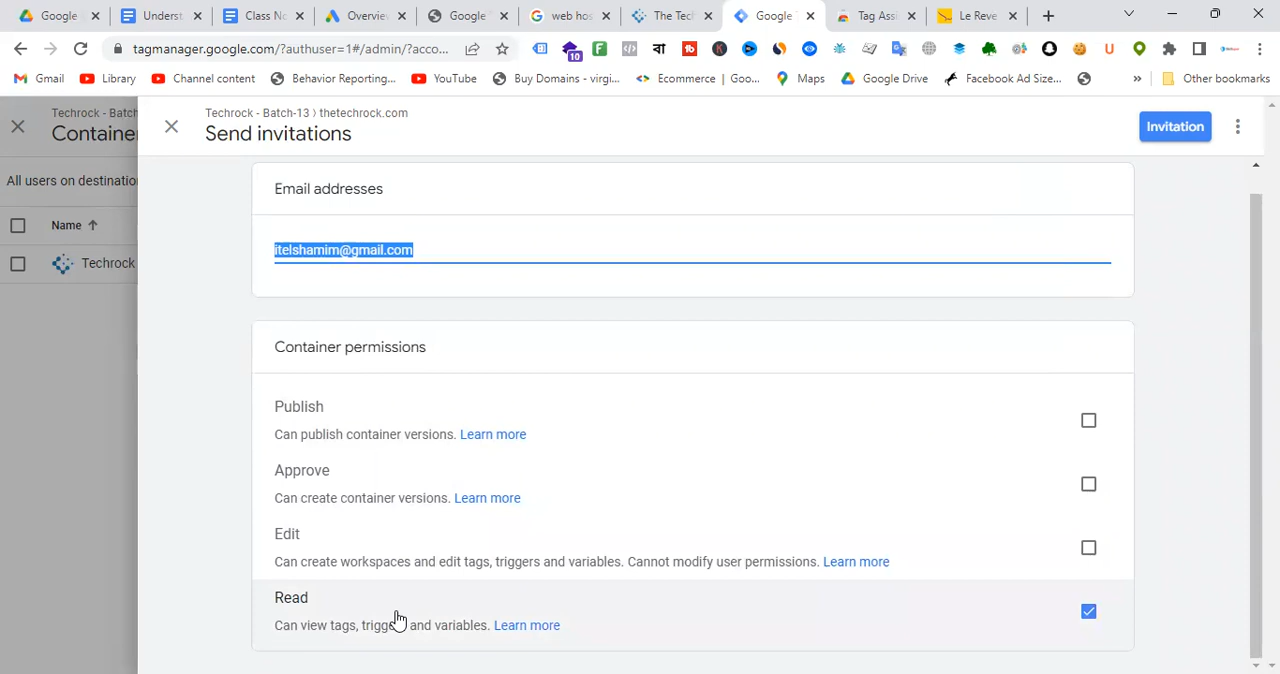 Google
Underst
Class No
Overvie
Google
web hos
The Tec
Google
Tag Assi
Le Reve
tagmanager.google.com/?authuser=1#/admin/?acco...
10
Gmail
Library
Channel content
Behavior Reporting...
YouTube
Buy Domains - virgi...
Ecommerce | Goo...
Maps
Google Drive
Facebook Ad Size...
»
Other bookmarks
Techrock - Batch
Container
All users on destination
Name
Techrock
Techrock - Batch-13 › thetechrock.com
Send invitations
Invitation
Email addresses
itelshamim@gmail.com
Container permissions
Publish
Can publish container versions. Learn more
Approve
Can create container versions. Learn more
Edit
Can create workspaces and edit tags, triggers and variables. Cannot modify user permissions. Learn more
Read
Can view tags, trigg and variables. Learn more